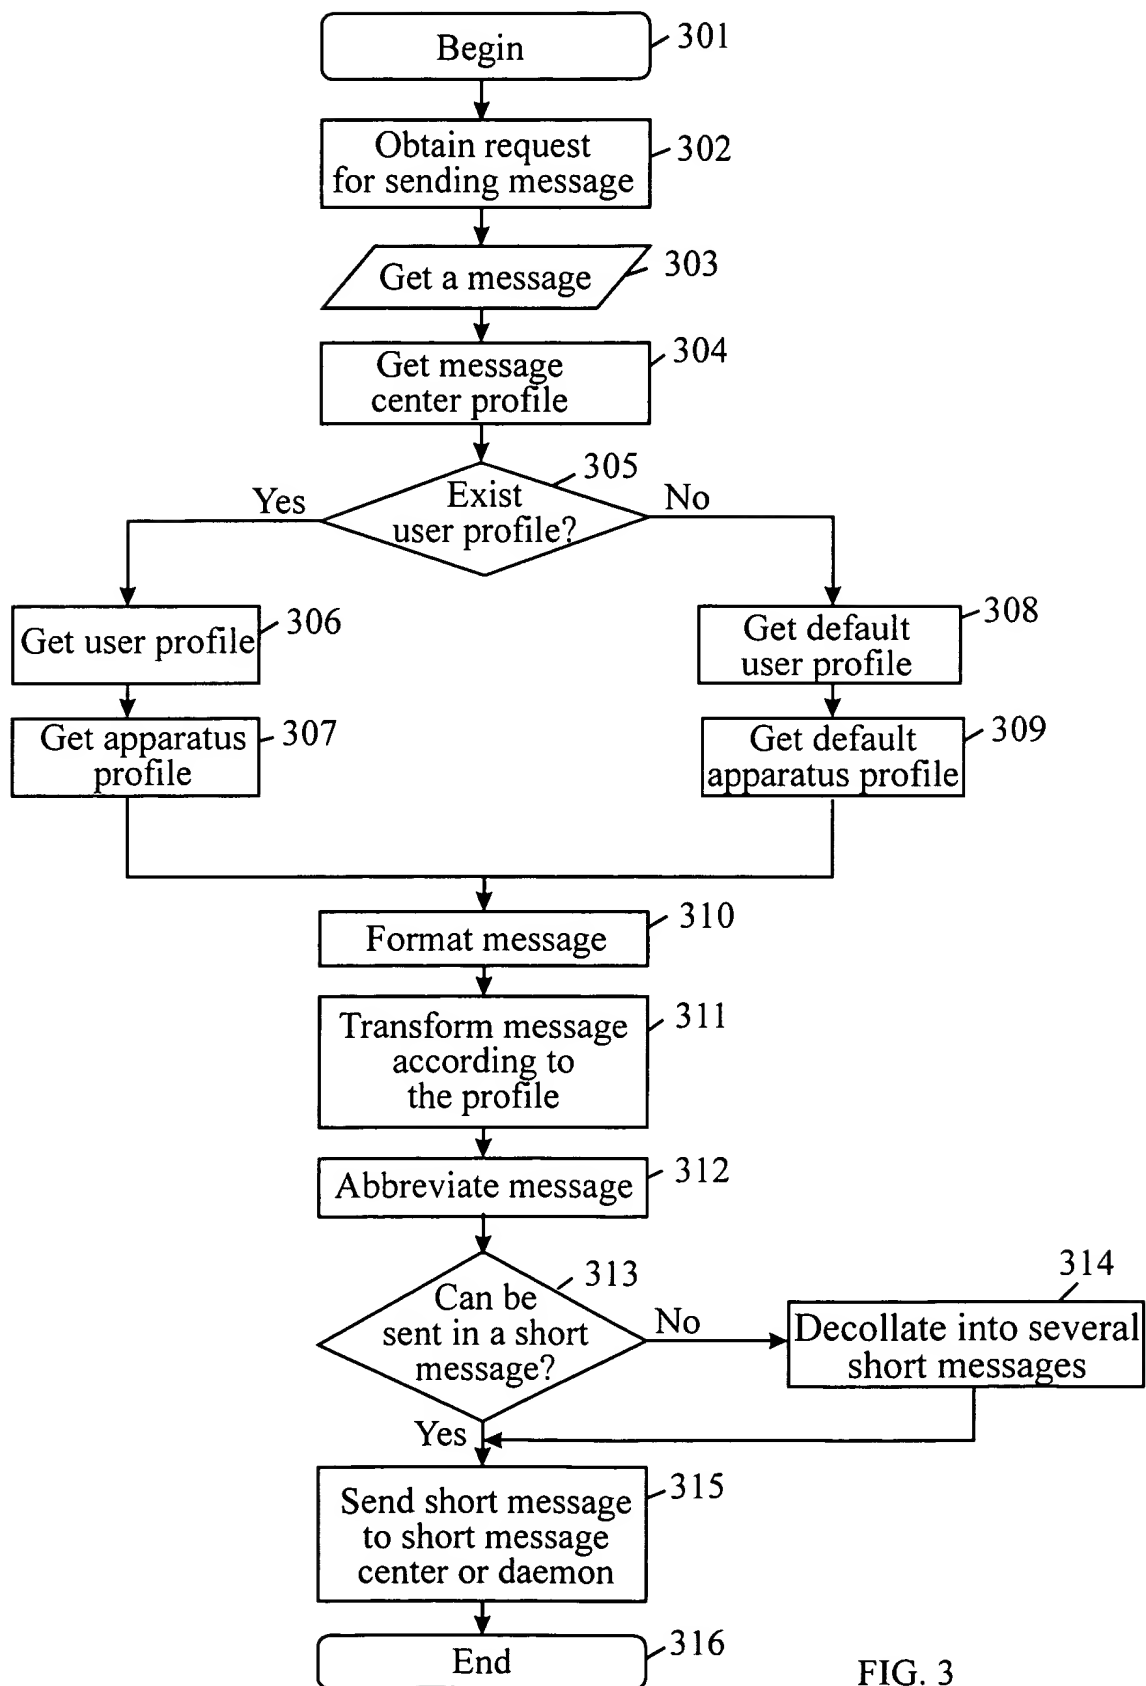 Begin
301
Obtain request
for sending message
302
Get a message
303
Get message
center profile
304
305
Exist
user profile?
Yes
No
Get user profile
306
Get default
user profile
308
Get apparatus
profile
307
Get default
apparatus profile
309
Format message
310
Transform message
according to
the profile
311
Abbreviate message
312
313
Can be
sent in a short
message?
No
314
Decollate into several
short messages
Yes
Send short message
to short message
center or daemon
315
End
316
FIG. 3